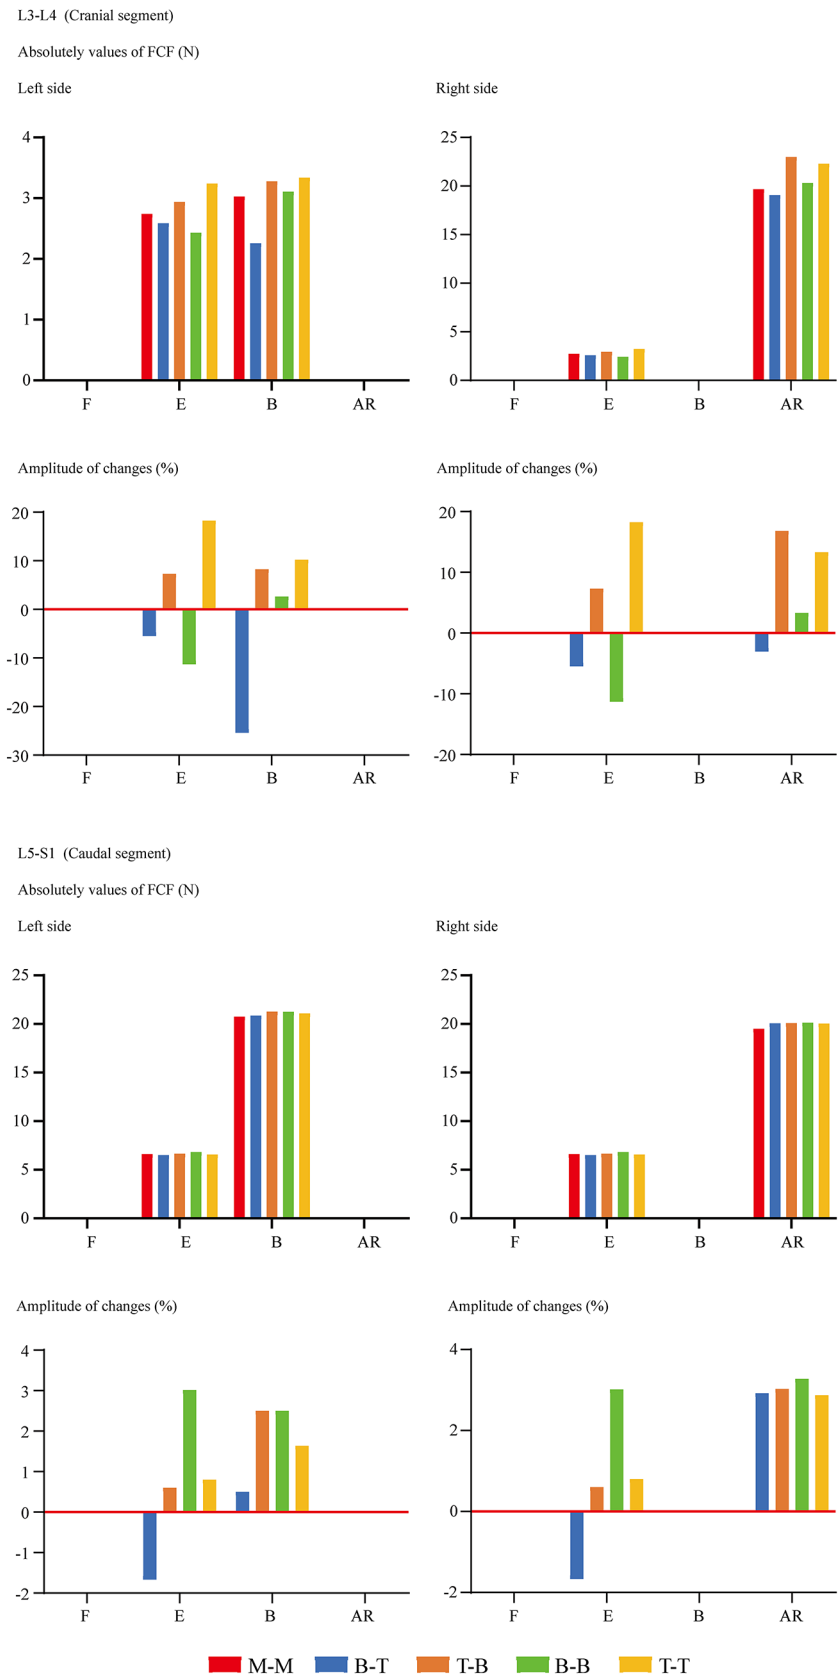 L3-L4 (Cranial segment)
Absolutely values of FCF (N)
Left side
Right side
4
3
2
1
0
F E B AR
25
20
15
10
5
0
F E B AR
Amplitude of changes (%)
Amplitude of changes (%)
20
10
0
-10
-20
-30
F E B AR
20
10
0
-10
-20
F E B AR
L5-S1 (Caudal segment)
Absolutely values of FCF (N)
Left side
Right side
25
20
15
10
5
0
F E B AR
25
20
15
10
5
0
F E B AR
Amplitude of changes (%)
Amplitude of changes (%)
4
3
2
1
0
-1
-2
F E B AR
4
2
0
-2
F E B AR
M-M B-T T-B B-B T-T